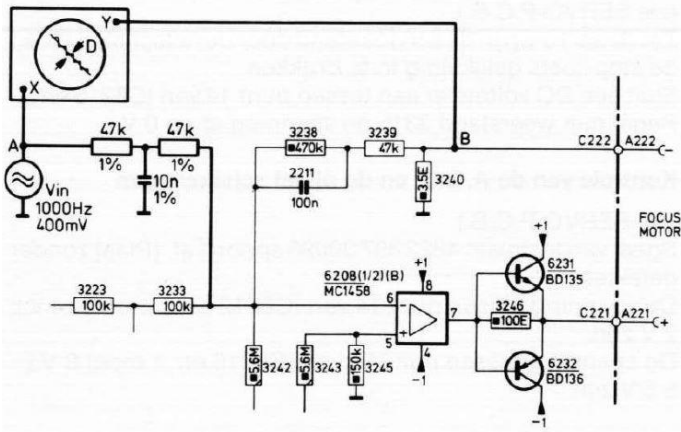 Y
D
X
A
47k
1%
47k
1%
10n
1%
Vin
1000Hz
400mV
3238
470k
3239
47k
B
2211
100n
3,5E
3240
C222
A222
C-
FOCUS
MOTOR
3223
100k
3233
100k
6208(1/2)(B)
MC1458
+1
8
6
-
5
+
7
4
-1
5,6M
3242
5,6M
3243
150k
3245
+1
6231
BD135
3246
100E
C221
A221
C+
6232
BD136
-1